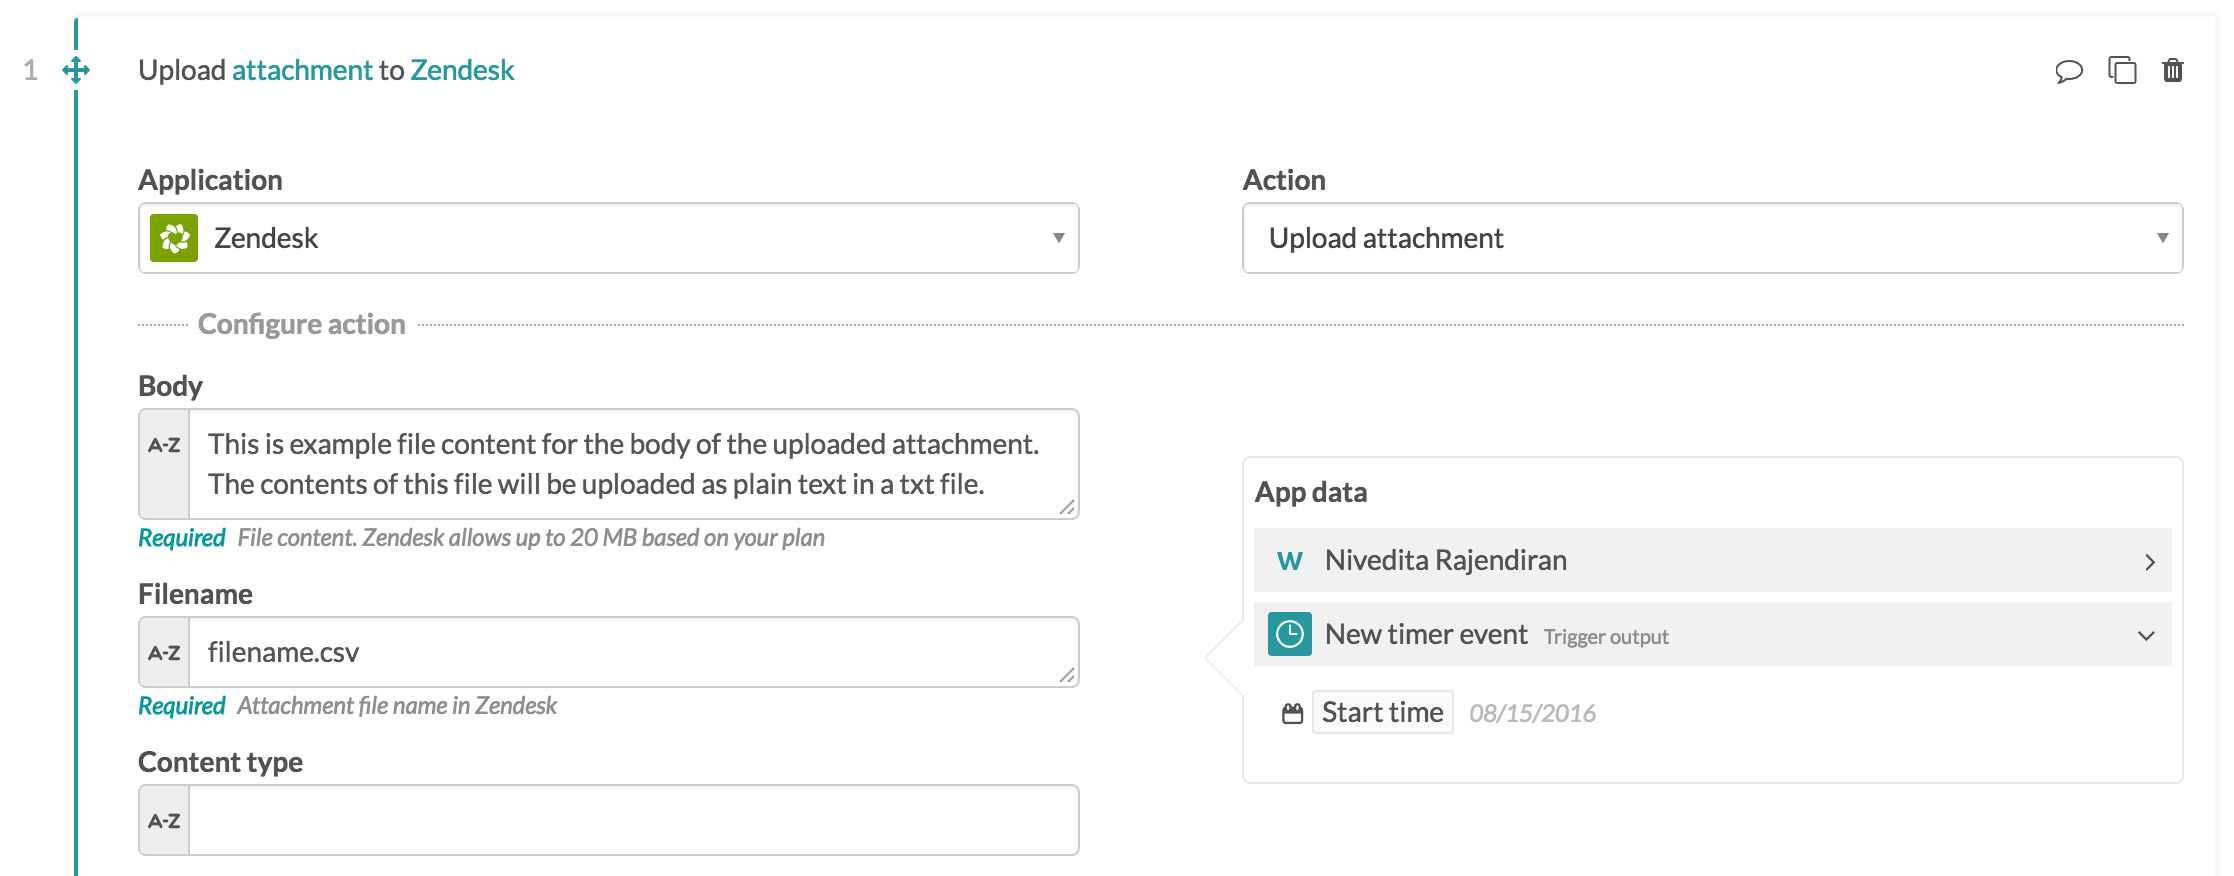 1
Upload attachment to Zendesk
Application
Zendesk
Action
Upload attachment
Configure action
Body
A-Z
This is example file content for the body of the uploaded attachment.
The contents of this file will be uploaded as plain text in a txt file.
Required File content. Zendesk allows up to 20 MB based on your plan
Filename
A-Z
filename.csv
Required Attachment file name in Zendesk
Content type
A-Z
App data
W Nivedita Rajendiran
New timer event Trigger output
Start time 08/15/2016